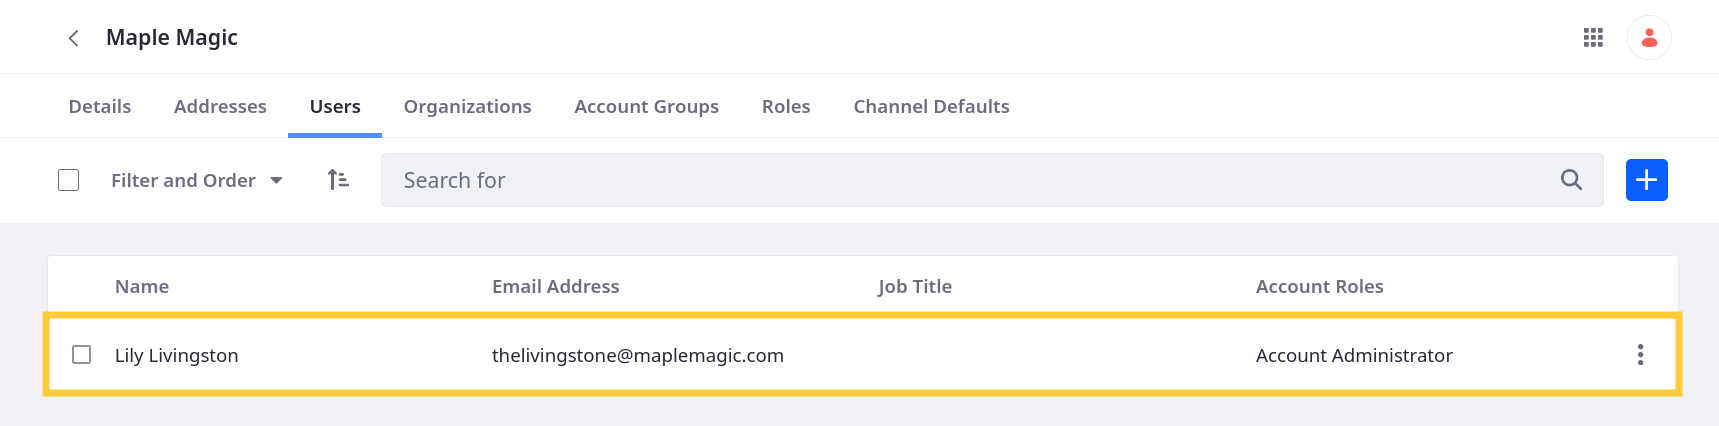 Maple Magic
Details Addresses Users Organizations Account Groups Roles Channel Defaults
Filter and Order Search for
Name Email Address Job Title Account Roles
Lily Livingston thelivingstone@maplemagic.com Account Administrator